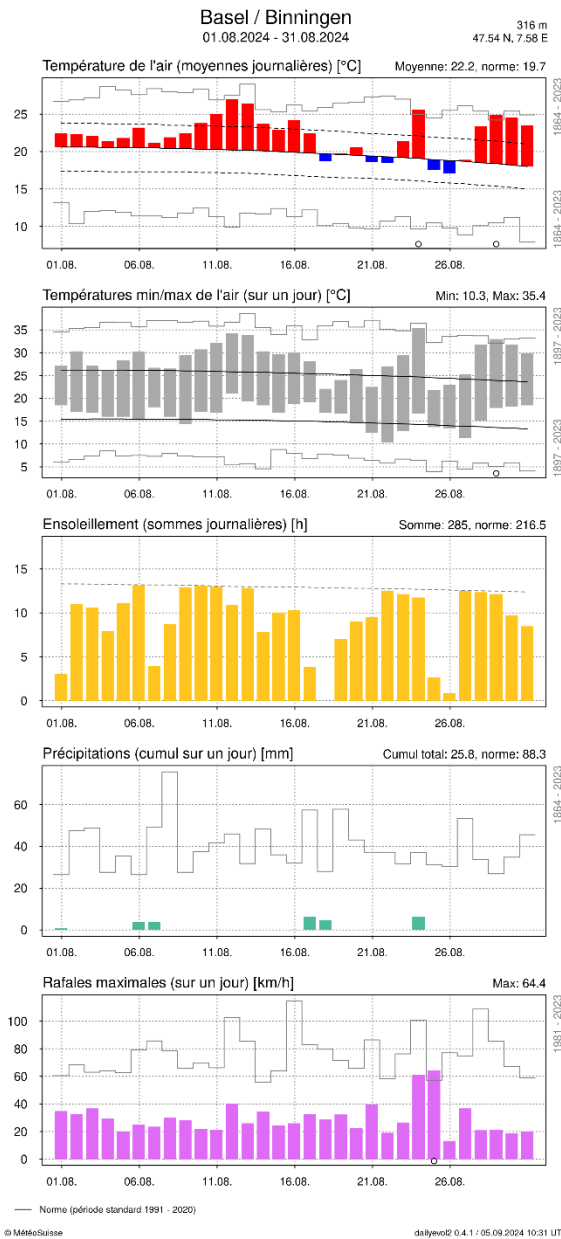 Basel / Binningen
01.08.2024 - 31.08.2024
316 m
47.54 N, 7.58 E
Température de l'air (moyennes journalières) [°C]
Moyenne: 22.2, norme: 19.7
25
20
15
10
1864 - 2023
1864 - 2023
01.08. 06.08. 11.08. 16.08. 21.08. 26.08.
Températures min/max de l'air (sur un jour) [°C]
Min: 10.3, Max: 35.4
35
30
25
20
15
10
5
1897 - 2023
1897 - 2023
01.08. 06.08. 11.08. 16.08. 21.08. 26.08.
Ensoleillement (sommes journalières) [h]
Somme: 285, norme: 216.5
15
10
5
0
01.08. 06.08. 11.08. 16.08. 21.08. 26.08.
Précipitations (cumul sur un jour) [mm]
Cumul total: 25.8, norme: 88.3
60
40
20
0
1864 - 2023
01.08. 06.08. 11.08. 16.08. 21.08. 26.08.
Rafales maximales (sur un jour) [km/h]
Max: 64.4
100
80
60
40
20
0
1981 - 2023
01.08. 06.08. 11.08. 16.08. 21.08. 26.08.
Norme (période standard 1991 - 2020)
© MétéoSuisse
dailyevol2 0.4.1 / 05.09.2024 10:31 UT